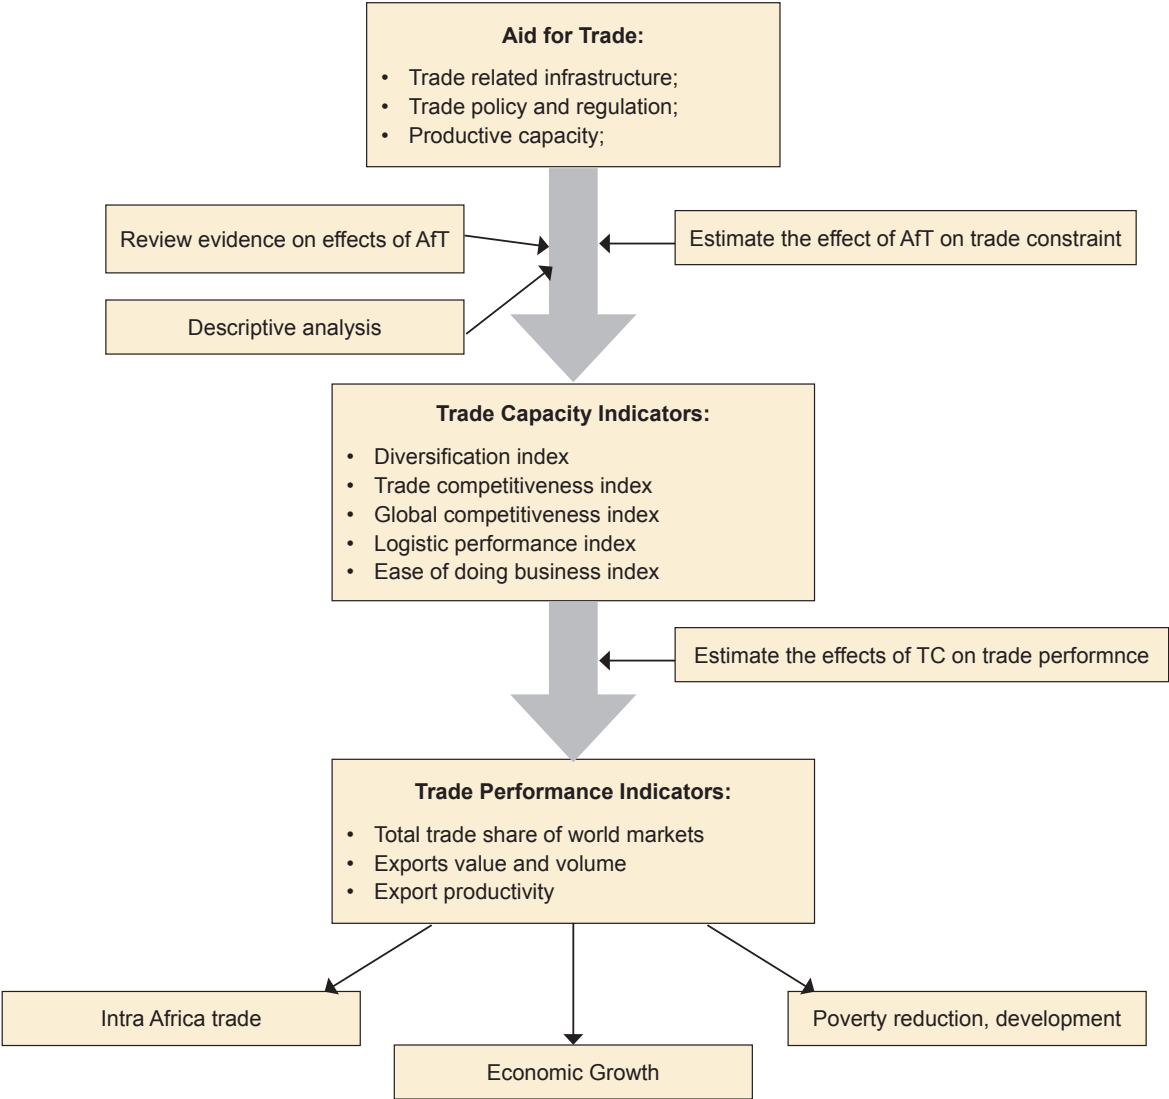 Aid for Trade:
• Trade related infrastructure;
• Trade policy and regulation;
• Productive capacity;
Review evidence on effects of AfT
Estimate the effect of AfT on trade constraint
Descriptive analysis
Trade Capacity Indicators:
• Diversification index
• Trade competitiveness index
• Global competitiveness index
• Logistic performance index
• Ease of doing business index
Estimate the effects of TC on trade performnce
Trade Performance Indicators:
• Total trade share of world markets
• Exports value and volume
• Export productivity
Intra Africa trade
Poverty reduction, development
Economic Growth